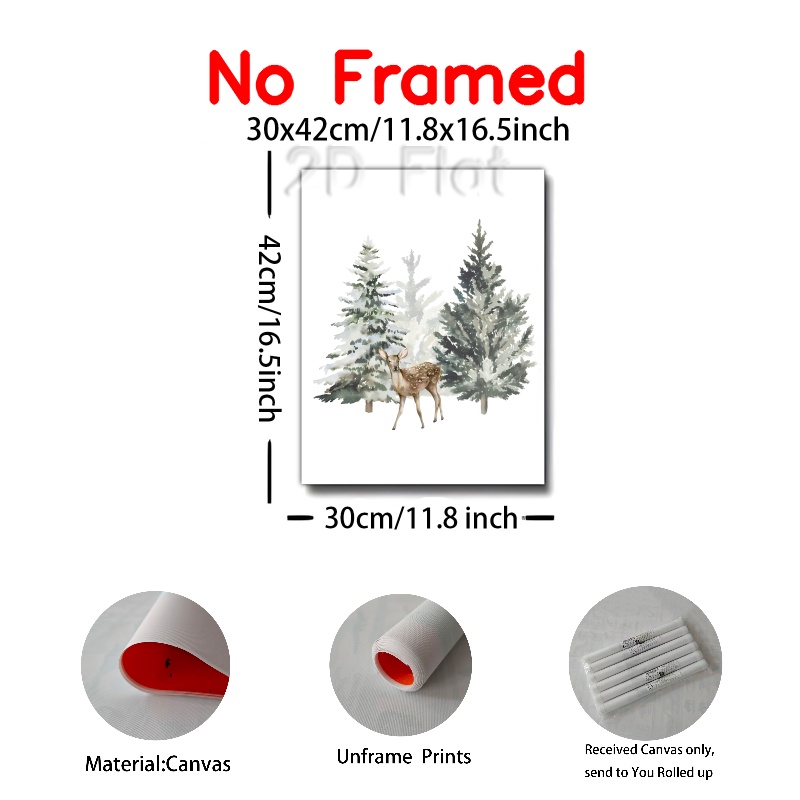 No Framed
30x42cm/11.8x16.5inch
2D Flat
42cm/16.5inch
30cm/11.8 inch
Material:Canvas
Unframe Prints
Received Canvas only,
send to You Rolled up